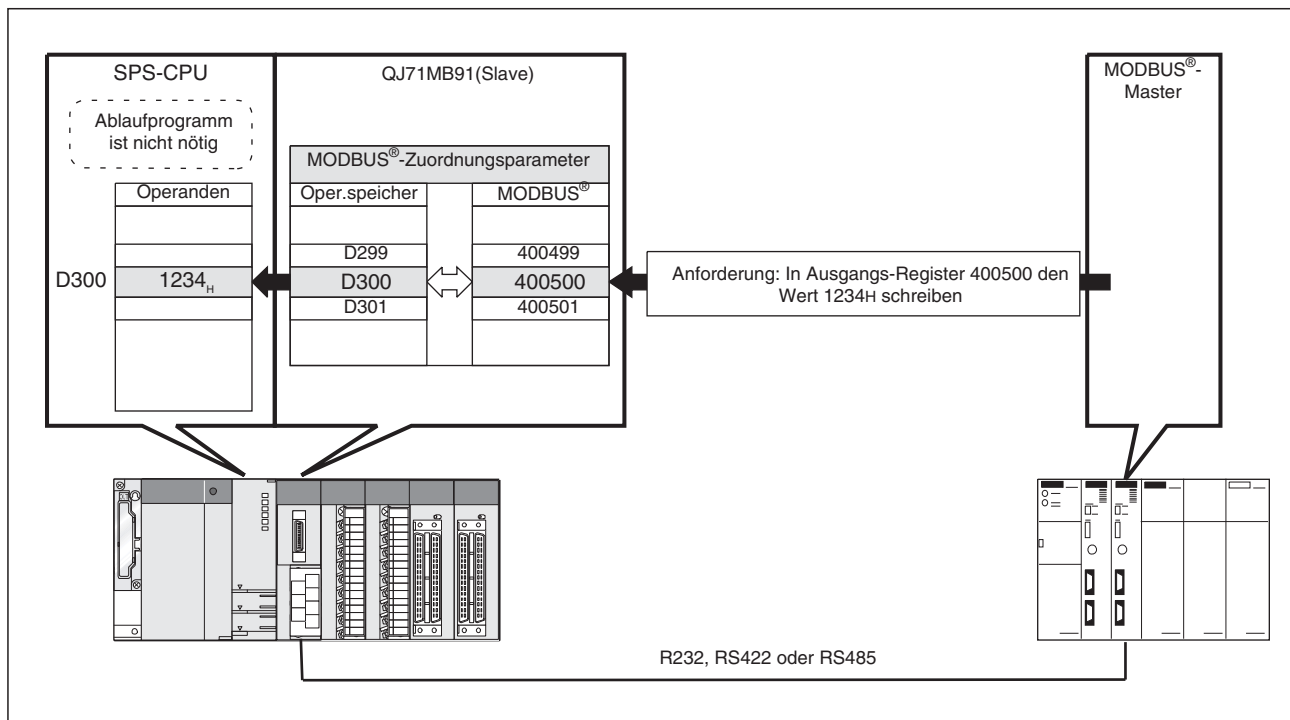 SPS-CPU
Ablaufprogramm
ist nicht nötig
Operanden
D300
1234H
QJ71MB91(Slave)
MODBUS®-Zuordnungsparameter
Oper.speicher
MODBUS®
D299
400499
D300
400500
D301
400501
Anforderung: In Ausgangs-Register 400500 den
Wert 1234H schreiben
MODBUS®-
Master
R232, RS422 oder RS485